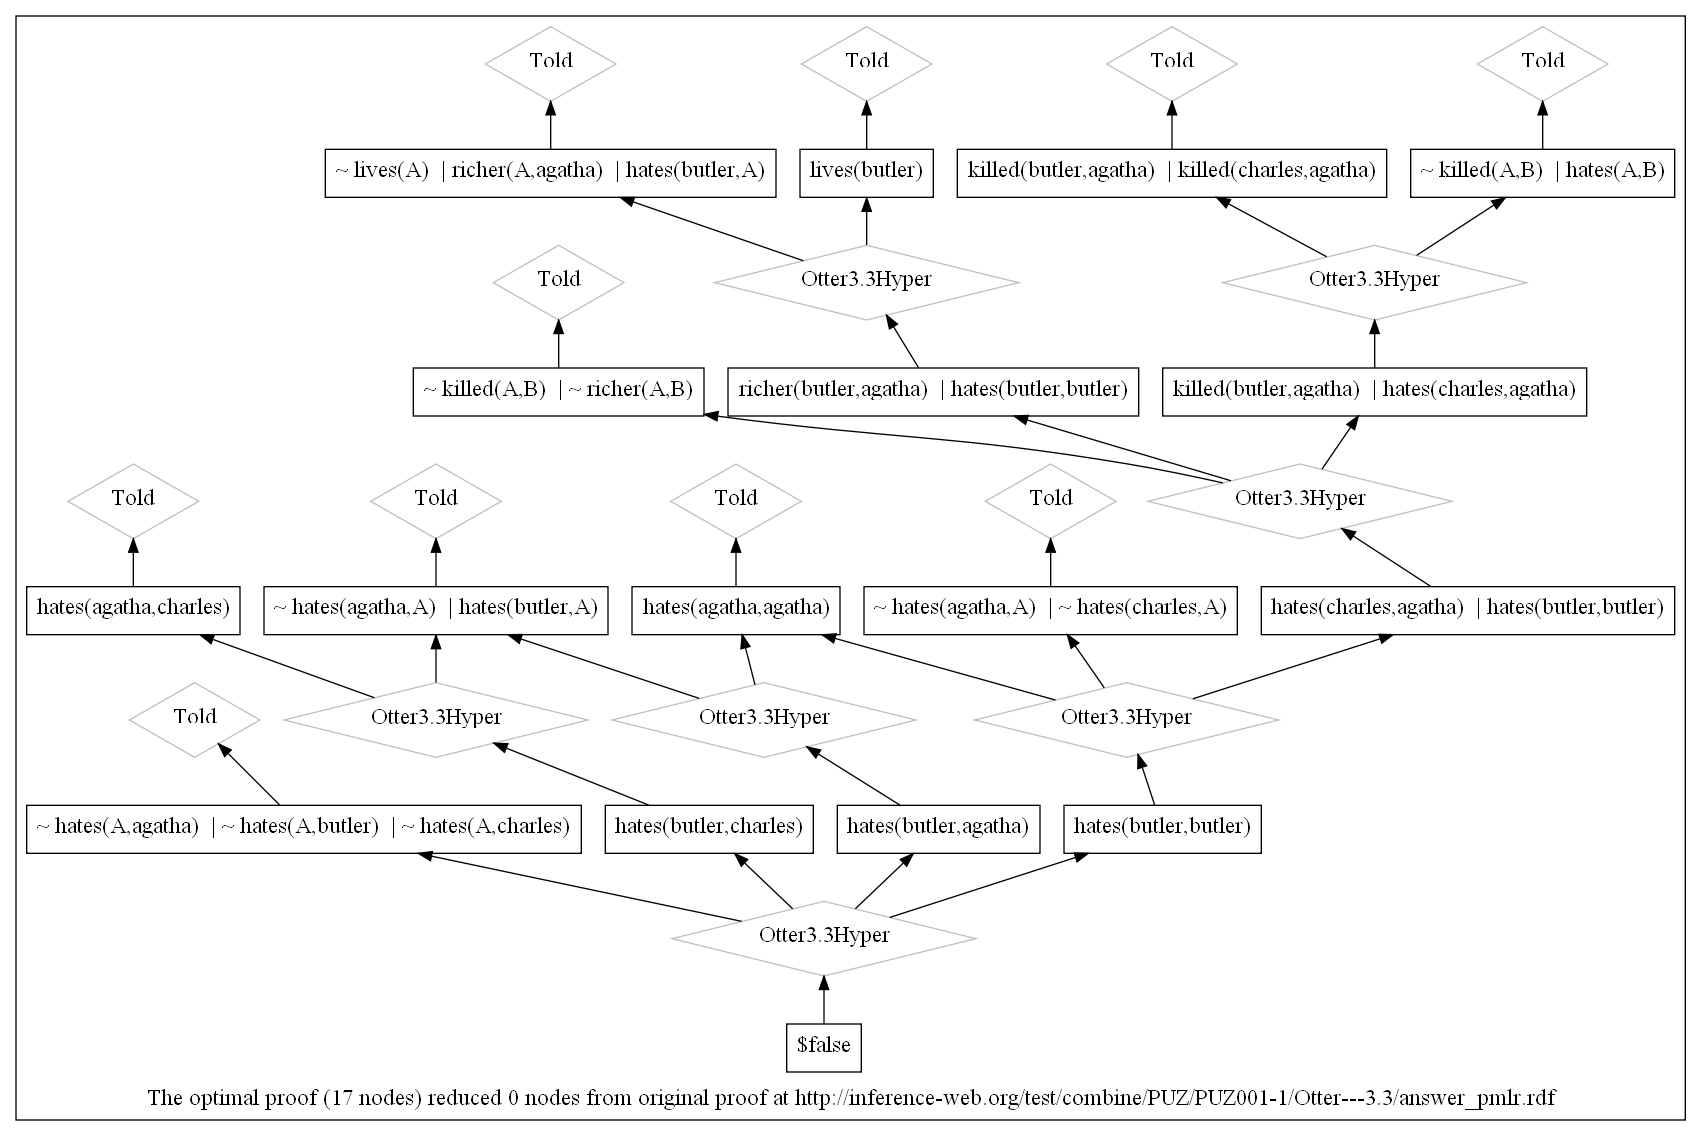 Told
Told
Told
Told
~ lives(A) | richer(A,agatha) | hates(butler,A)
lives(butler)
killed(butler,agatha) | killed(charles,agatha)
~ killed(A,B) | hates(A,B)
Told
Otter3.3Hyper
Otter3.3Hyper
~ killed(A,B) | ~ richer(A,B)
richer(butler,agatha) | hates(butler,butler)
killed(butler,agatha) | hates(charles,agatha)
Told
Told
Told
Told
Otter3.3Hyper
hates(agatha,charles)
~ hates(agatha,A) | hates(butler,A)
hates(agatha,agatha)
~ hates(agatha,A) | ~ hates(charles,A)
hates(charles,agatha) | hates(butler,butler)
Told
Otter3.3Hyper
Otter3.3Hyper
Otter3.3Hyper
~ hates(A,agatha) | ~ hates(A,butler) | ~ hates(A,charles)
hates(butler,charles)
hates(butler,agatha)
hates(butler,butler)
Otter3.3Hyper
$false
The optimal proof (17 nodes) reduced 0 nodes from original proof at http://inference-web.org/test/combine/PUZ/PUZ001-1/Otter---3.3/answer_pmlr.rdf